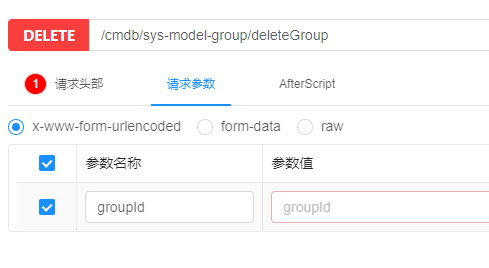 DELETE /cmdb/sys-model-group/deleteGroup
1 请求头部 请求参数 AfterScript
x-www-form-urlencoded form-data raw
参数名称 参数值
groupId groupId